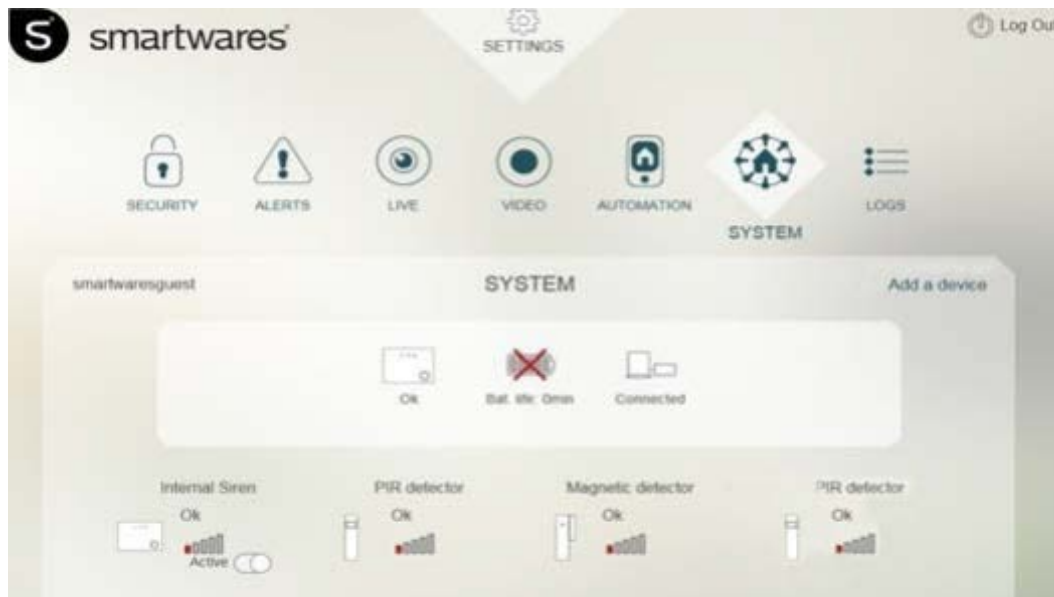 S smartwares
SETTINGS
Log Out
SECURITY
ALERTS
LIVE
VIDEO
AUTOMATION
SYSTEM
LOGS
smartwaresguest
SYSTEM
Add a device
Ok
Bat. life: 0min
Connected
Internal Siren
Ok
Active
PIR detector
Ok
Magnetic detector
Ok
PIR detector
Ok